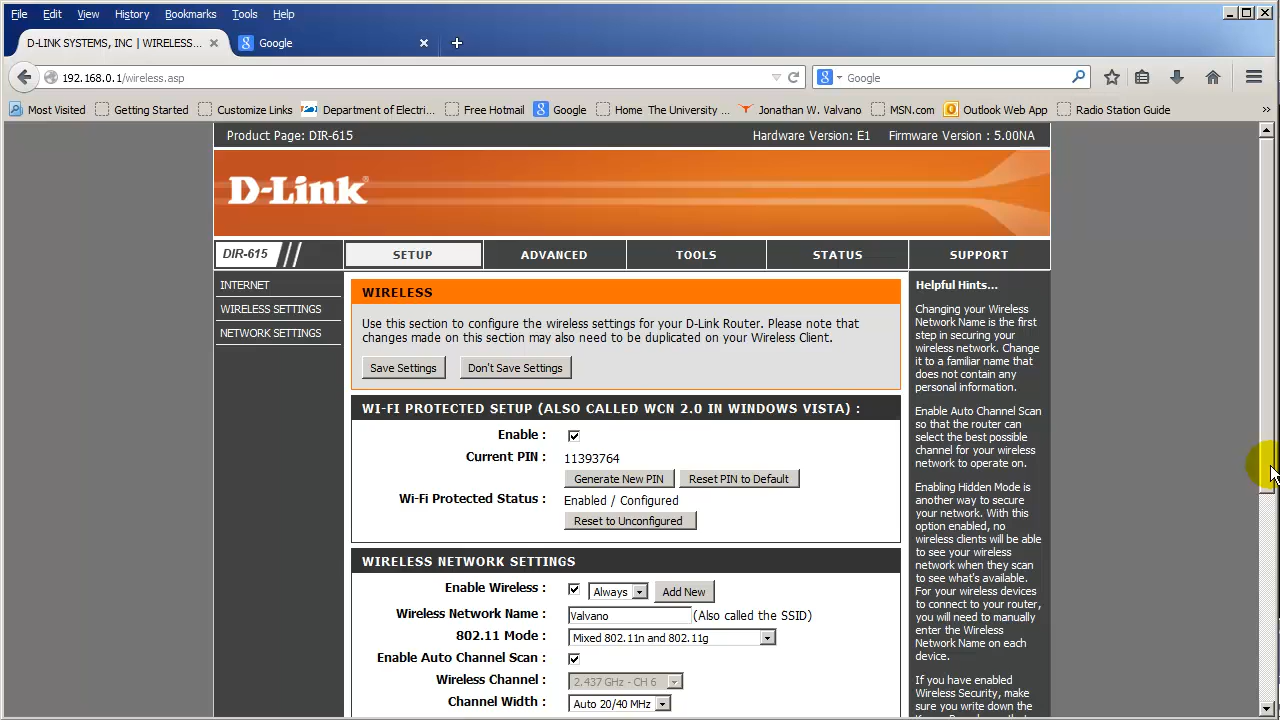 File Edit View History Bookmarks Tools Help
D-LINK SYSTEMS, INC | WIRELESS... Google
192.168.0.1/wireless.asp Google
Most Visited Getting Started Customize Links Department of Electri... Free Hotmail Google Home The University ... Jonathan W. Valvano MSN.com Outlook Web App Radio Station Guide
Product Page: DIR-615 Hardware Version: E1 Firmware Version : 5.00NA
D-Link
DIR-615 SETUP ADVANCED TOOLS STATUS SUPPORT
INTERNET
WIRELESS SETTINGS
NETWORK SETTINGS
WIRELESS
Use this section to configure the wireless settings for your D-Link Router. Please note that
changes made on this section may also need to be duplicated on your Wireless Client.
Save Settings Don't Save Settings
WI-FI PROTECTED SETUP (ALSO CALLED WCN 2.0 IN WINDOWS VISTA) :
Enable :
Current PIN : 11393764
Generate New PIN Reset PIN to Default
Wi-Fi Protected Status : Enabled / Configured
Reset to Unconfigured
WIRELESS NETWORK SETTINGS
Enable Wireless : Always Add New
Wireless Network Name : Valvano (Also called the SSID)
802.11 Mode : Mixed 802.11n and 802.11g
Enable Auto Channel Scan :
Wireless Channel : 2.437 GHz - CH 6
Channel Width : Auto 20/40 MHz
Helpful Hints...
Changing your Wireless
Network Name is the first
step in securing your
wireless network. Change
it to a familiar name that
does not contain any
personal information.
Enable Auto Channel Scan
so that the router can
select the best possible
channel for your wireless
network to operate on.
Enabling Hidden Mode is
another way to secure
your network. With this
option enabled, no
wireless clients will be able
to see your wireless
network when they scan
to see what's available.
For your wireless devices
to connect to your router,
you will need to manually
enter the Wireless
Network Name on each
device.
If you have enabled
Wireless Security, make
sure you write down the